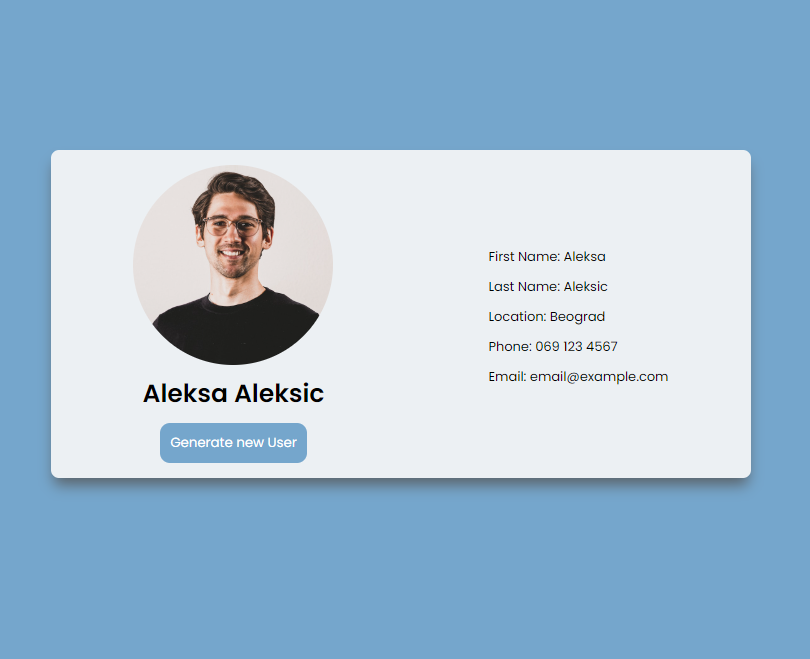 Aleksa Aleksic
Generate new User
First Name: Aleksa
Last Name: Aleksic
Location: Beograd
Phone: 069 123 4567
Email: email@example.com